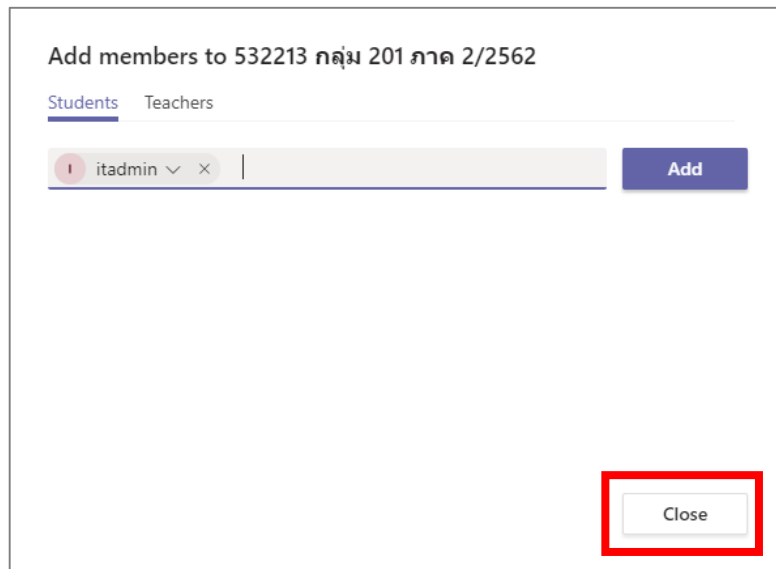 Add members to 532213 กลุ่ม 201 ภาค 2/2562
Students Teachers
I itadmin Add
Close